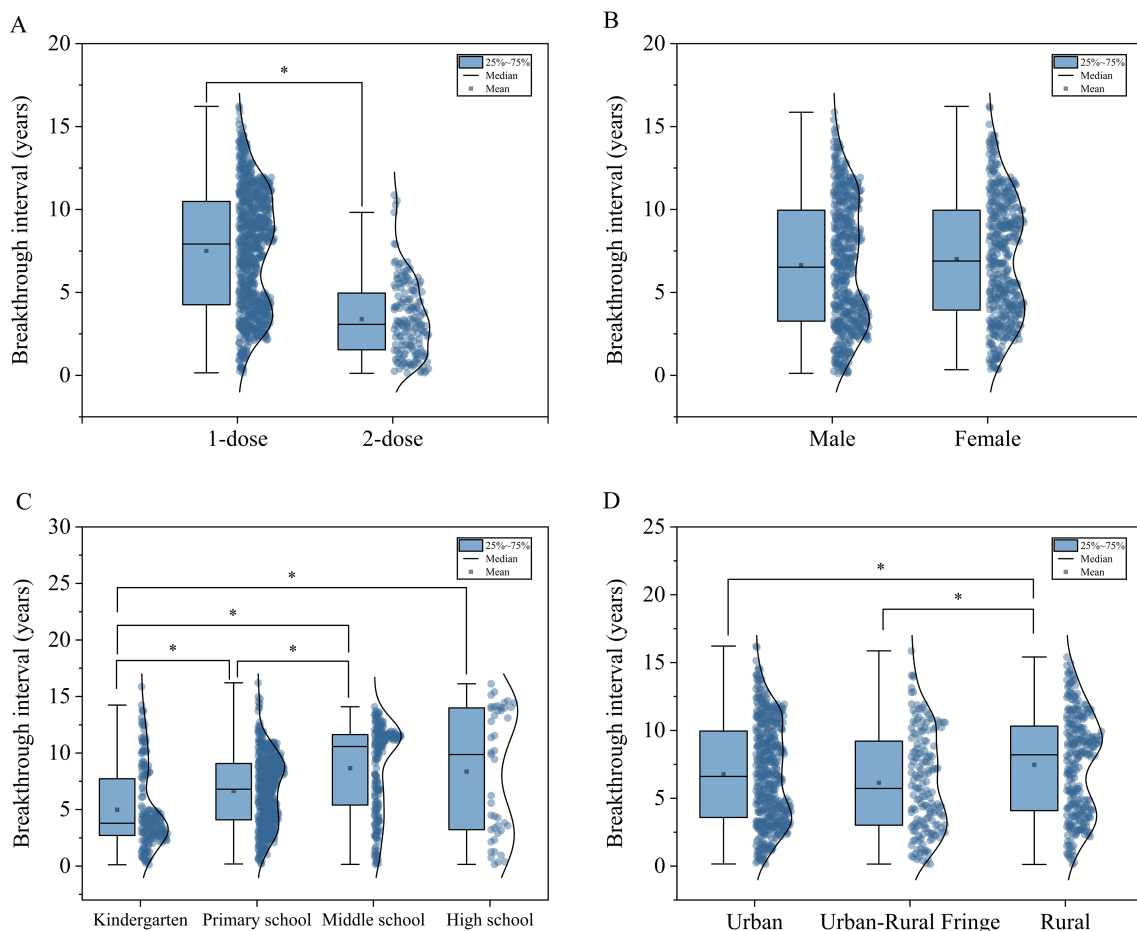 A
Breakthrough interval (years)
20
15
10
5
0
*
25%~75%
Median
Mean
1-dose
2-dose
B
Breakthrough interval (years)
20
15
10
5
0
25%~75%
Median
Mean
Male
Female
C
Breakthrough interval (years)
30
25
20
15
10
5
0
*
*
*
*
25%~75%
Median
Mean
Kindergarten
Primary school
Middle school
High school
D
Breakthrough interval (years)
25
20
15
10
5
0
*
*
25%~75%
Median
Mean
Urban
Urban-Rural Fringe
Rural